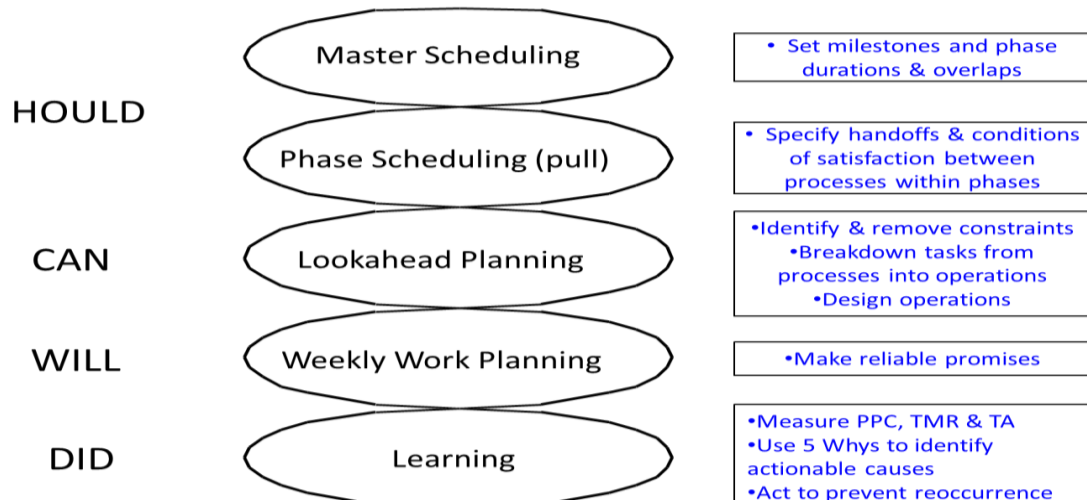 Master Scheduling
• Set milestones and phase
durations & overlaps
HOULD
Phase Scheduling (pull)
• Specify handoffs & conditions
of satisfaction between
processes within phases
CAN
Lookahead Planning
•Identify & remove constraints
•Breakdown tasks from
processes into operations
•Design operations
WILL
Weekly Work Planning
•Make reliable promises
DID
Learning
•Measure PPC, TMR & TA
•Use 5 Whys to identify
actionable causes
•Act to prevent reoccurrence